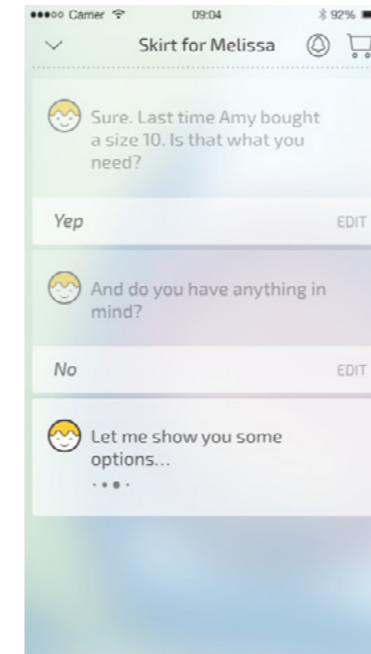 Carrier 09:04 92%
Skirt for Melissa
Sure. Last time Amy bought
a size 10. Is that what you
need?
Yep EDIT
And do you have anything in
mind?
No EDIT
Let me show you some
options...